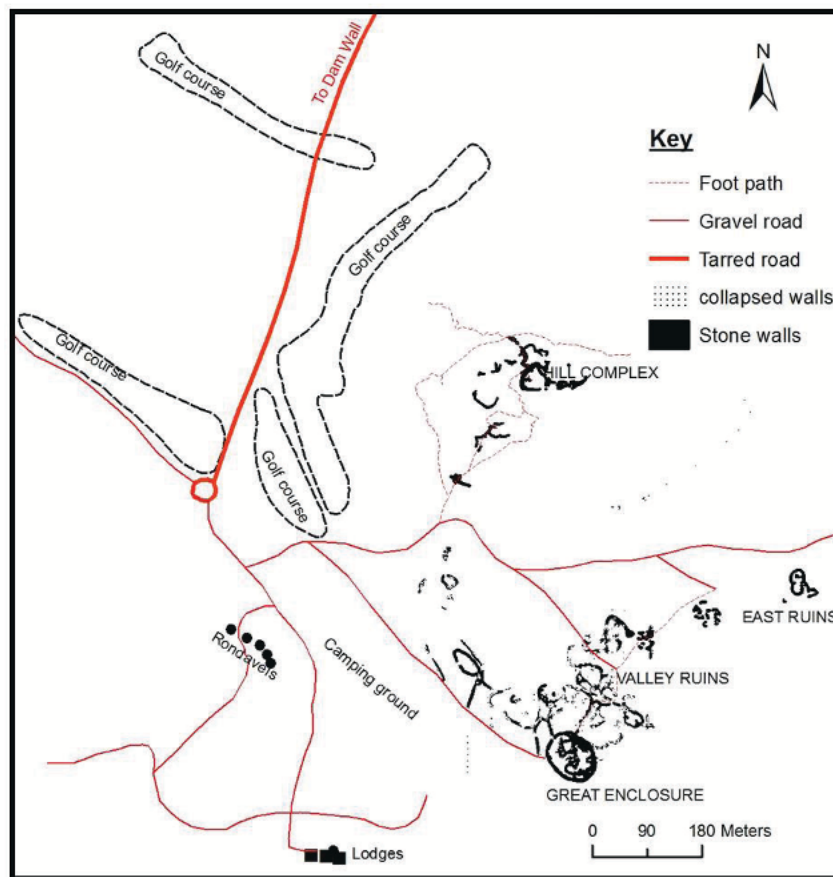 Golf course
To Dam Wall
N
Key
Foot path
Gravel road
Tarred road
collapsed walls
Stone walls
Golf course
HILL COMPLEX
Golf course
Golf course
EAST RUINS
Rondavels
Camping ground
VALLEY RUINS
GREAT ENCLOSURE
0 90 180 Meters
Lodges